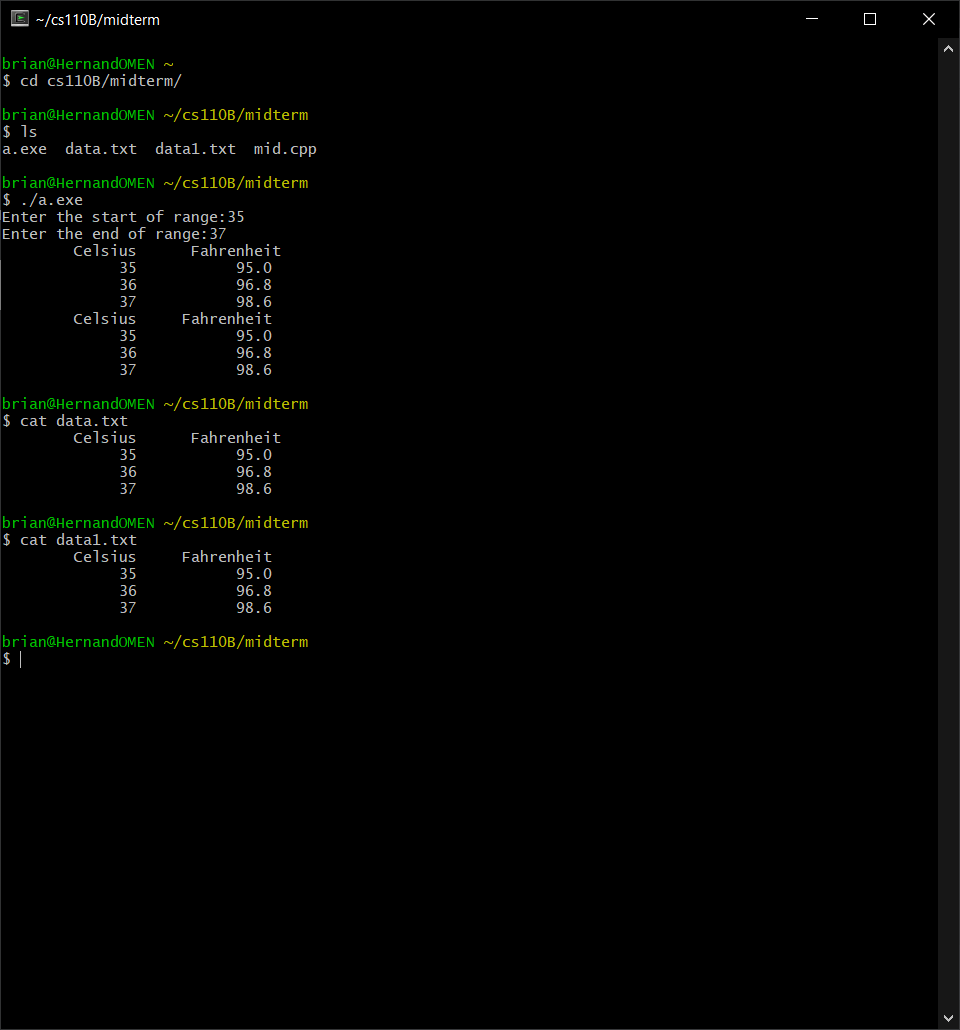 ~/cs110B/midterm
brian@HernandOMEN ~
$ cd cs110B/midterm/
brian@HernandOMEN ~/cs110B/midterm
$ ls
a.exe  data.txt  data1.txt  mid.cpp
brian@HernandOMEN ~/cs110B/midterm
$ ./a.exe
Enter the start of range:35
Enter the end of range:37
        Celsius      Fahrenheit
             35           95.0
             36           96.8
             37           98.6
        Celsius     Fahrenheit
             35           95.0
             36           96.8
             37           98.6
brian@HernandOMEN ~/cs110B/midterm
$ cat data.txt
        Celsius      Fahrenheit
             35           95.0
             36           96.8
             37           98.6
brian@HernandOMEN ~/cs110B/midterm
$ cat data1.txt
        Celsius     Fahrenheit
             35           95.0
             36           96.8
             37           98.6
brian@HernandOMEN ~/cs110B/midterm
$